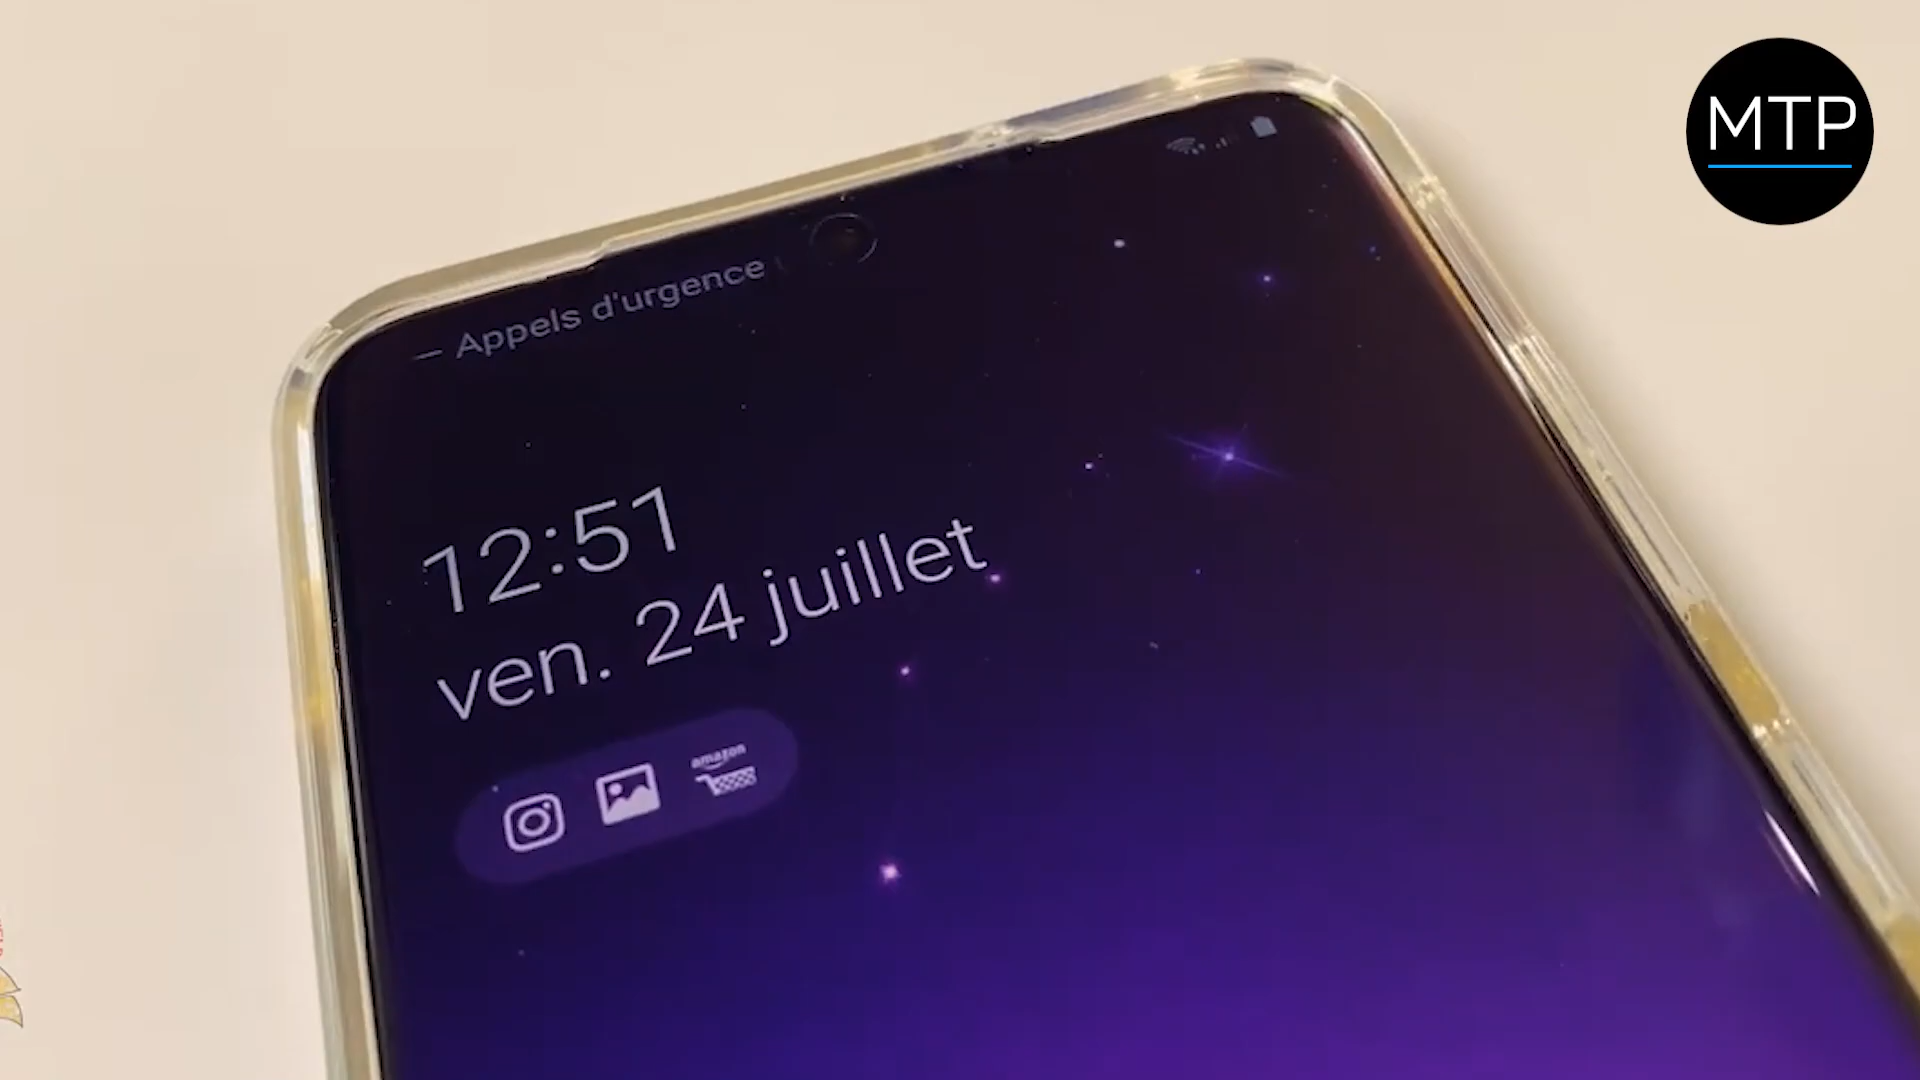 MTP
— Appels d'urgence
12:51
ven. 24 juillet
amazon